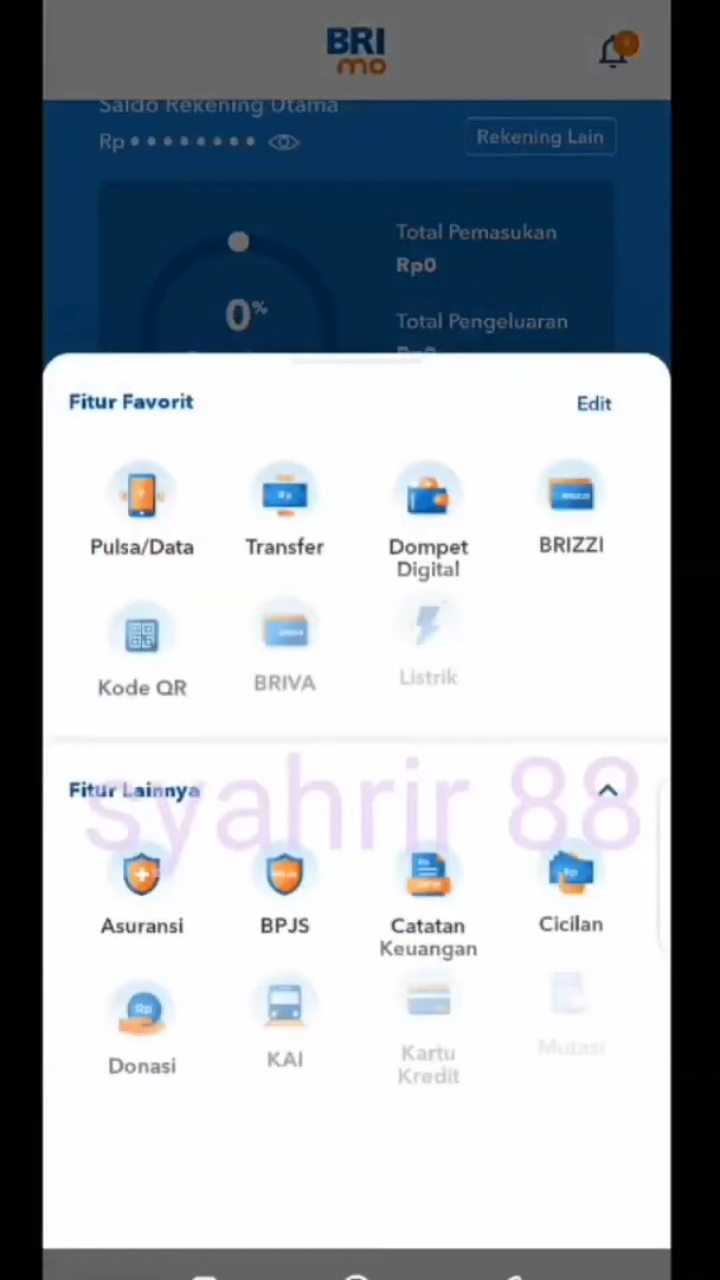 BRI
mo
Saldo Rekening Utama
Rp
Rekening Lain
Total Pemasukan
Rp0
0%
Total Pengeluaran
Fitur Favorit
Edit
Pulsa/Data
Transfer
Dompet Digital
BRIZZI
Kode QR
BRIVA
Listrik
syahrir 88
Fitur Lainnya
Asuransi
BPJS
Catatan Keuangan
Cicilan
Donasi
KAI
Kartu Kredit
Mutasi